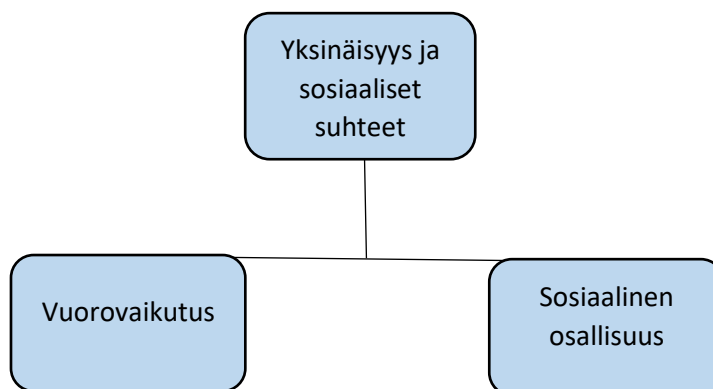 Yksinäisyys ja
sosiaaliset
suhteet
Vuorovaikutus
Sosiaalinen
osallisuus